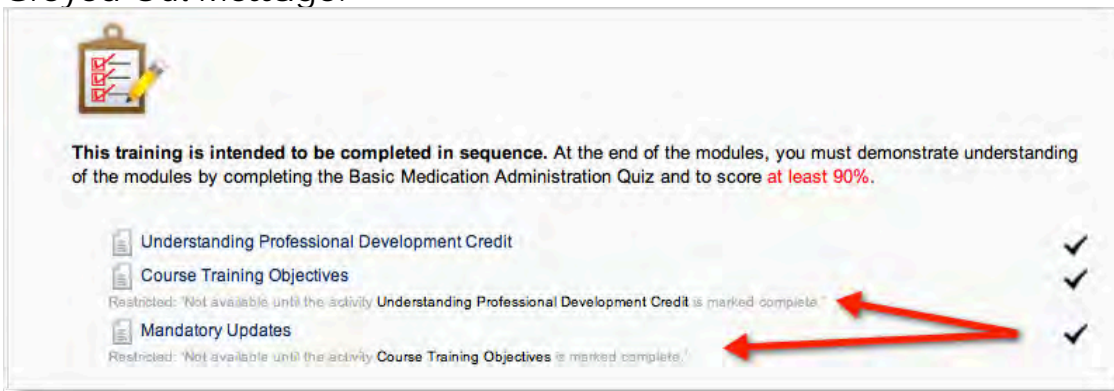 This training is intended to be completed in sequence. At the end of the modules, you must demonstrate understanding
of the modules by completing the Basic Medication Administration Quiz and to score at least 90%.
Understanding Professional Development Credit
Course Training Objectives
Restricted: 'Not available until the activity Understanding Professional Development Credit is marked complete.'
Mandatory Updates
Restricted: 'Not available until the activity Course Training Objectives is marked complete.'